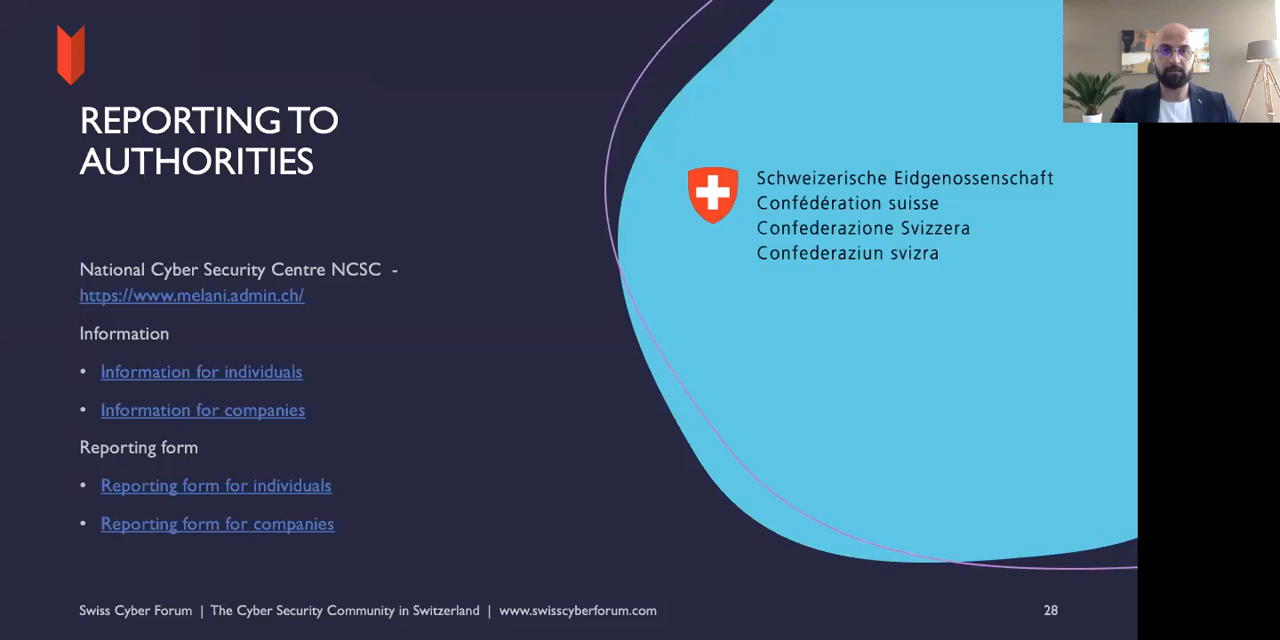 REPORTING TO
AUTHORITIES
National Cyber Security Centre NCSC -
https://www.melani.admin.ch/
Information
• Information for individuals
• Information for companies
Reporting form
• Reporting form for individuals
• Reporting form for companies
Schweizerische Eidgenossenschaft
Confédération suisse
Confederazione Svizzera
Confederaziun svizra
Swiss Cyber Forum | The Cyber Security Community in Switzerland | www.swisscyberforum.com
28